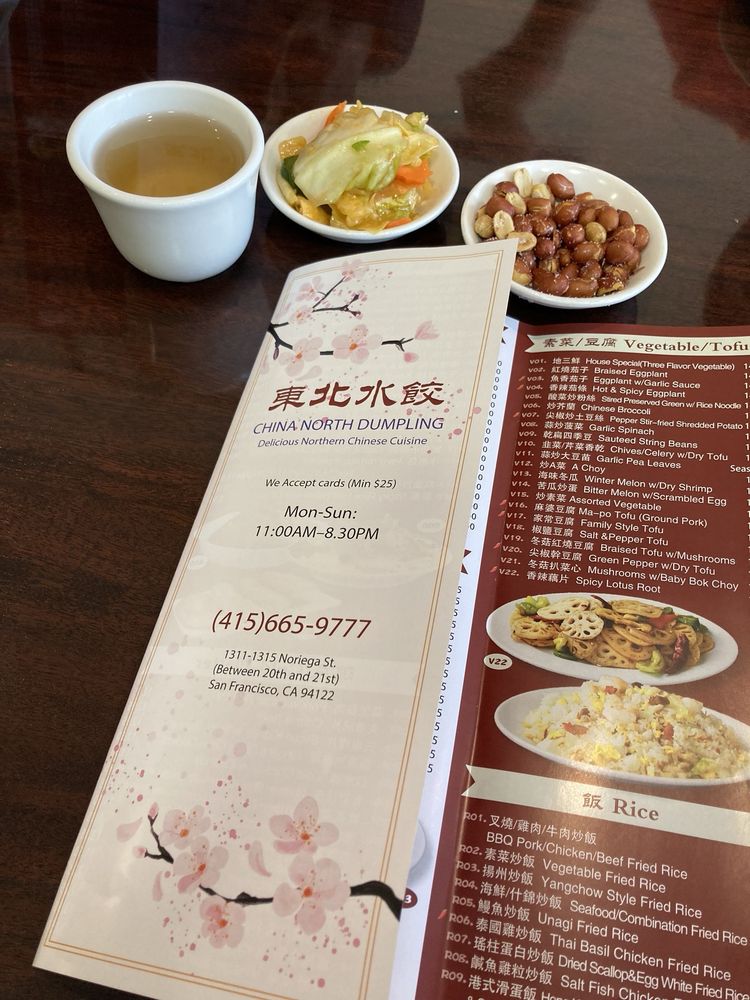 東北水餃
CHINA NORTH DUMPLING
Delicious Northern Chinese Cuisine
We Accept cards (Min $25)
Mon-Sun:
11:00AM–8.30PM
(415)665-9777
1311-1315 Noriega St.
(Between 20th and 21st)
San Francisco, CA 94122
素菜/豆腐 Vegetable/Tofu
V01. 地三鮮 House Special(Three Flavor Vegetable)
V02. 紅燒茄子 Braised Eggplant
V03. 魚香茄子 Eggplant w/Garlic Sauce
V04. 香辣茄條 Hot & Spicy Eggplant
V05. 酸菜炒粉絲 Stired Preserved Green w/ Rice Noodle
V06. 炒芥蘭 Chinese Broccoli
V07. 尖椒炒土豆絲 Pepper Stir-fried Shredded Potato
V08. 蒜炒菠菜 Garlic Spinach
V09. 乾扁四季豆 Sauteed String Beans
V10. 韭菜/芹菜香乾 Chives/Celery w/Dry Tofu
V11. 蒜炒大豆苗 Garlic Pea Leaves
V12. 炒A菜 A Choy
V13. 海味冬瓜 Winter Melon w/Dry Shrimp
V14. 苦瓜炒蛋 Bitter Melon w/Scrambled Egg
V15. 炒素菜 Assorted Vegetable
V16. 麻婆豆腐 Ma-po Tofu (Ground Pork)
V17. 家常豆腐 Family Style Tofu
V18. 椒鹽豆腐 Salt &Pepper Tofu
V19. 冬菇紅燒豆腐 Braised Tofu w/Mushrooms
V20. 尖椒幹豆腐 Green Pepper w/Dry Tofu
V21. 冬菇扒菜心 Mushrooms w/Baby Bok Choy
V22. 香辣藕片 Spicy Lotus Root
V22
飯 Rice
R01. 叉燒/雞肉/牛肉炒飯
BBQ Pork/Chicken/Beef Fried Rice
R02. 素菜炒飯 Vegetable Fried Rice
R03. 揚州炒飯 Yangchow Style Fried Rice
R04. 海鮮/什錦炒飯 Seafood/Combination Fried Rice
R05. 鰻魚炒飯 Unagi Fried Rice
R06. 泰國雞炒飯 Thai Basil Chicken Fried Rice
R07. 瑤柱蛋白炒飯 Dried Scallop&Egg White Fried Rice
R08. 鹹魚雞粒炒飯 Salt Fish Chicken
R09. 港式滑蛋飯